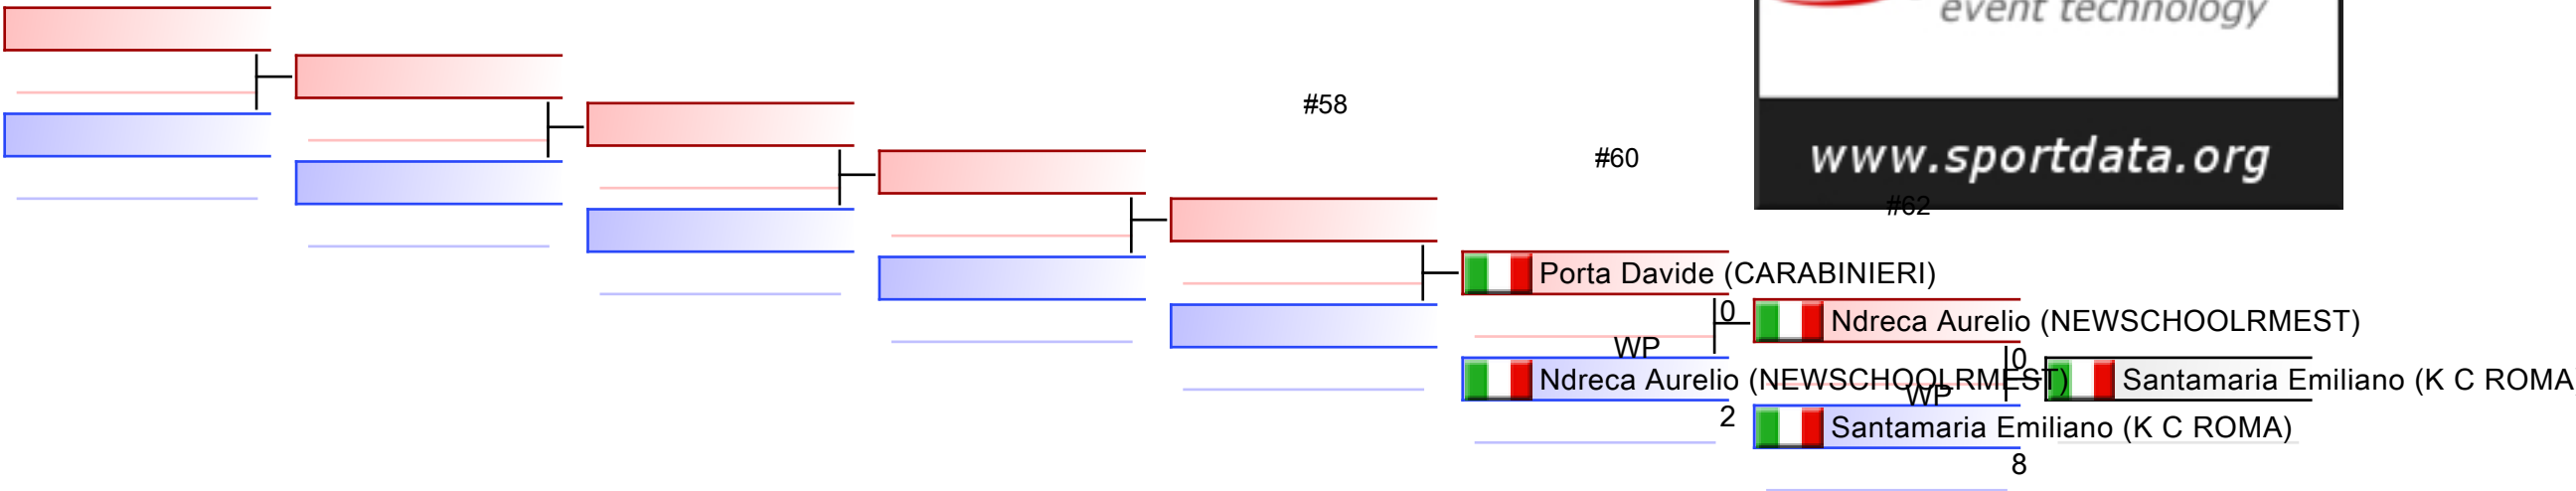 event technology
#58
#60
www.sportdata.org
#62
Porta Davide (CARABINIERI)
0
Ndreca Aurelio (NEWSCHOOLRMEST)
WP
0
Ndreca Aurelio (NEWSCHOOLRMEST)
Santamaria Emiliano (K C ROMA
WP
2
Santamaria Emiliano (K C ROMA)
8